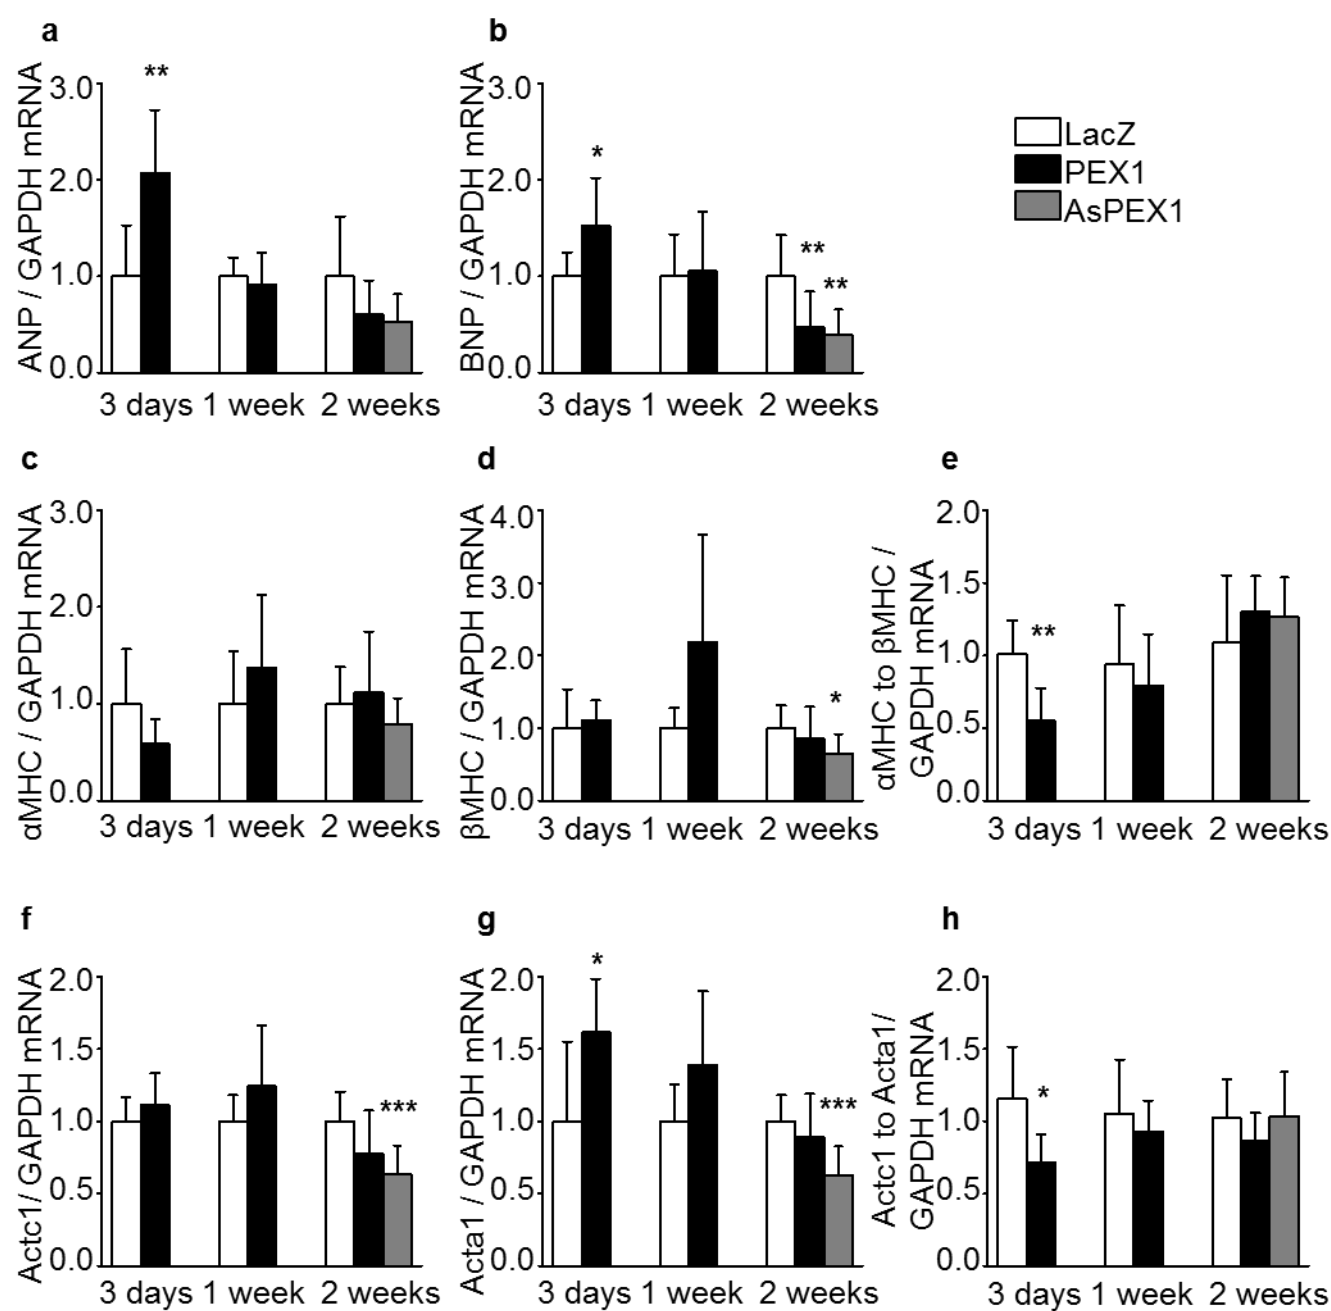 a
ANP / GAPDH mRNA
3.0
2.0
1.0
0.0
**
3 days 1 week 2 weeks
b
BNP / GAPDH mRNA
3.0
2.0
1.0
0.0
*
**
**
3 days 1 week 2 weeks
LacZ
PEX1
AsPEX1
c
αMHC / GAPDH mRNA
3.0
2.0
1.0
0.0
3 days 1 week 2 weeks
d
βMHC / GAPDH mRNA
4.0
3.0
2.0
1.0
0.0
*
3 days 1 week 2 weeks
e
αMHC to βMHC /
GAPDH mRNA
2.0
1.5
1.0
0.5
0.0
**
3 days 1 week 2 weeks
f
Actc1/ GAPDH mRNA
2.0
1.5
1.0
0.5
0.0
***
3 days 1 week 2 weeks
g
Acta1 / GAPDH mRNA
2.0
1.5
1.0
0.5
0.0
*
***
3 days 1 week 2 weeks
h
Actc1 to Acta1/
GAPDH mRNA
2.0
1.5
1.0
0.5
0.0
*
3 days 1 week 2 weeks